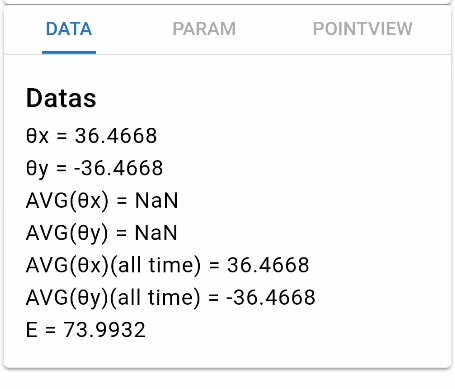 DATA PARAM POINTVIEW
Datas
θx = 36.4668
θy = -36.4668
AVG(θx) = NaN
AVG(θy) = NaN
AVG(θx)(all time) = 36.4668
AVG(θy)(all time) = -36.4668
E = 73.9932